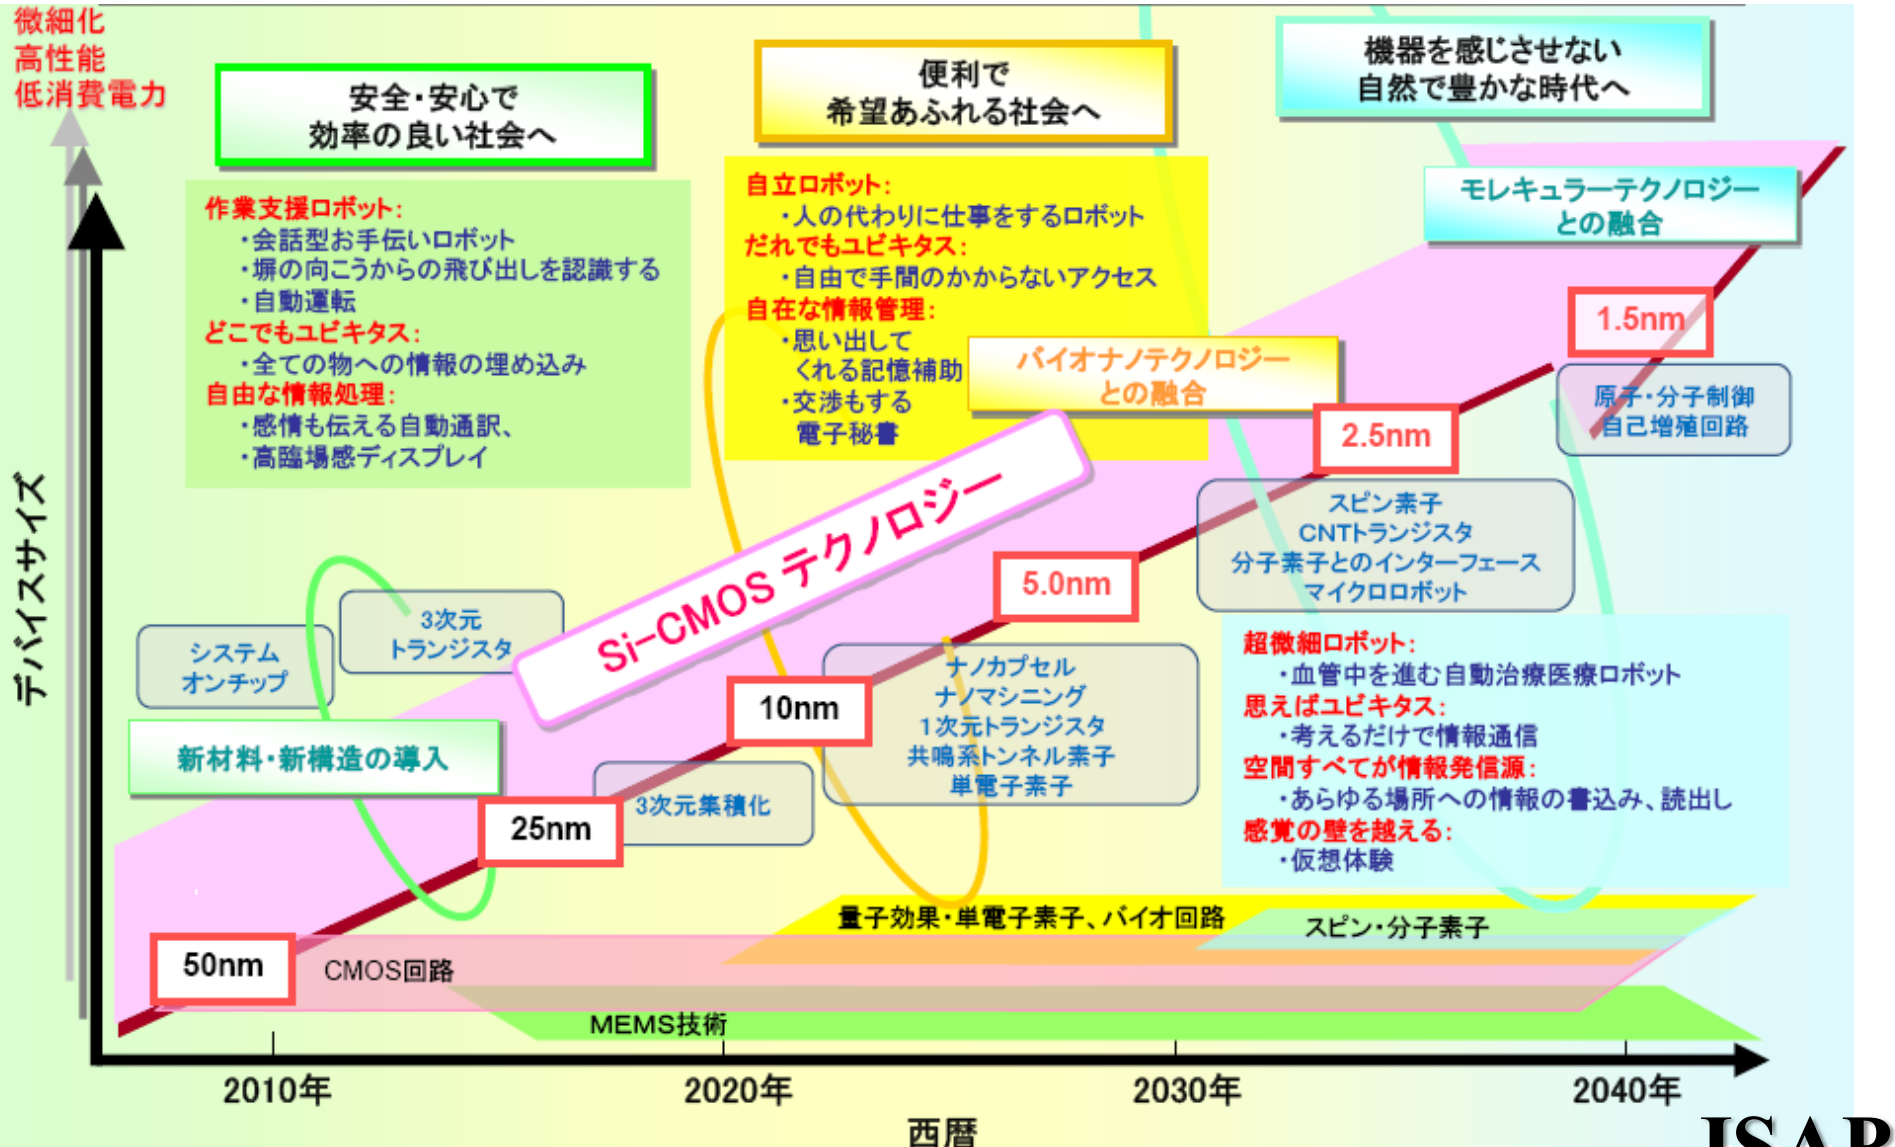 微細化
高性能
低消費電力
安全・安心で
効率の良い社会へ
便利で
希望あふれる社会へ
機器を感じさせない
自然で豊かな時代へ
作業支援ロボット：
・会話型お手伝いロボット
・塀の向こうからの飛び出しを認識する
・自動運転
どこでもユビキタス：
・全ての物への情報の埋め込み
自由な情報処理：
・感情も伝える自動通訳、
・高臨場感ディスプレイ
自立ロボット：
・人の代わりに仕事をするロボット
だれでもユビキタス：
・自由で手間のかからないアクセス
自在な情報管理：
・思い出して
くれる記憶補助
・交渉もする
電子秘書
モレキュラーテクノロジー
との融合
バイオナノテクノロジー
との融合
Si-CMOS テクノロジー
新材料・新構造の導入
システム
オンチップ
3次元
トランジスタ
3次元集積化
ナノカプセル
ナノマシニング
1次元トランジスタ
共鳴系トンネル素子
単電子素子
スピン素子
CNTトランジスタ
分子素子とのインターフェース
マイクロロボット
原子・分子制御
自己増殖回路
50nm
25nm
10nm
5.0nm
2.5nm
1.5nm
超微細ロボット：
・血管中を進む自動治療医療ロボット
思えばユビキタス：
・考えるだけで情報通信
空間すべてが情報発信源：
・あらゆる場所への情報の書込み、読出し
感覚の壁を越える：
・仮想体験
量子効果・単電子素子、バイオ回路
スピン・分子素子
CMOS回路
MEMS技術
デバイスサイズ
2010年
2020年
2030年
2040年
西暦
ISAP